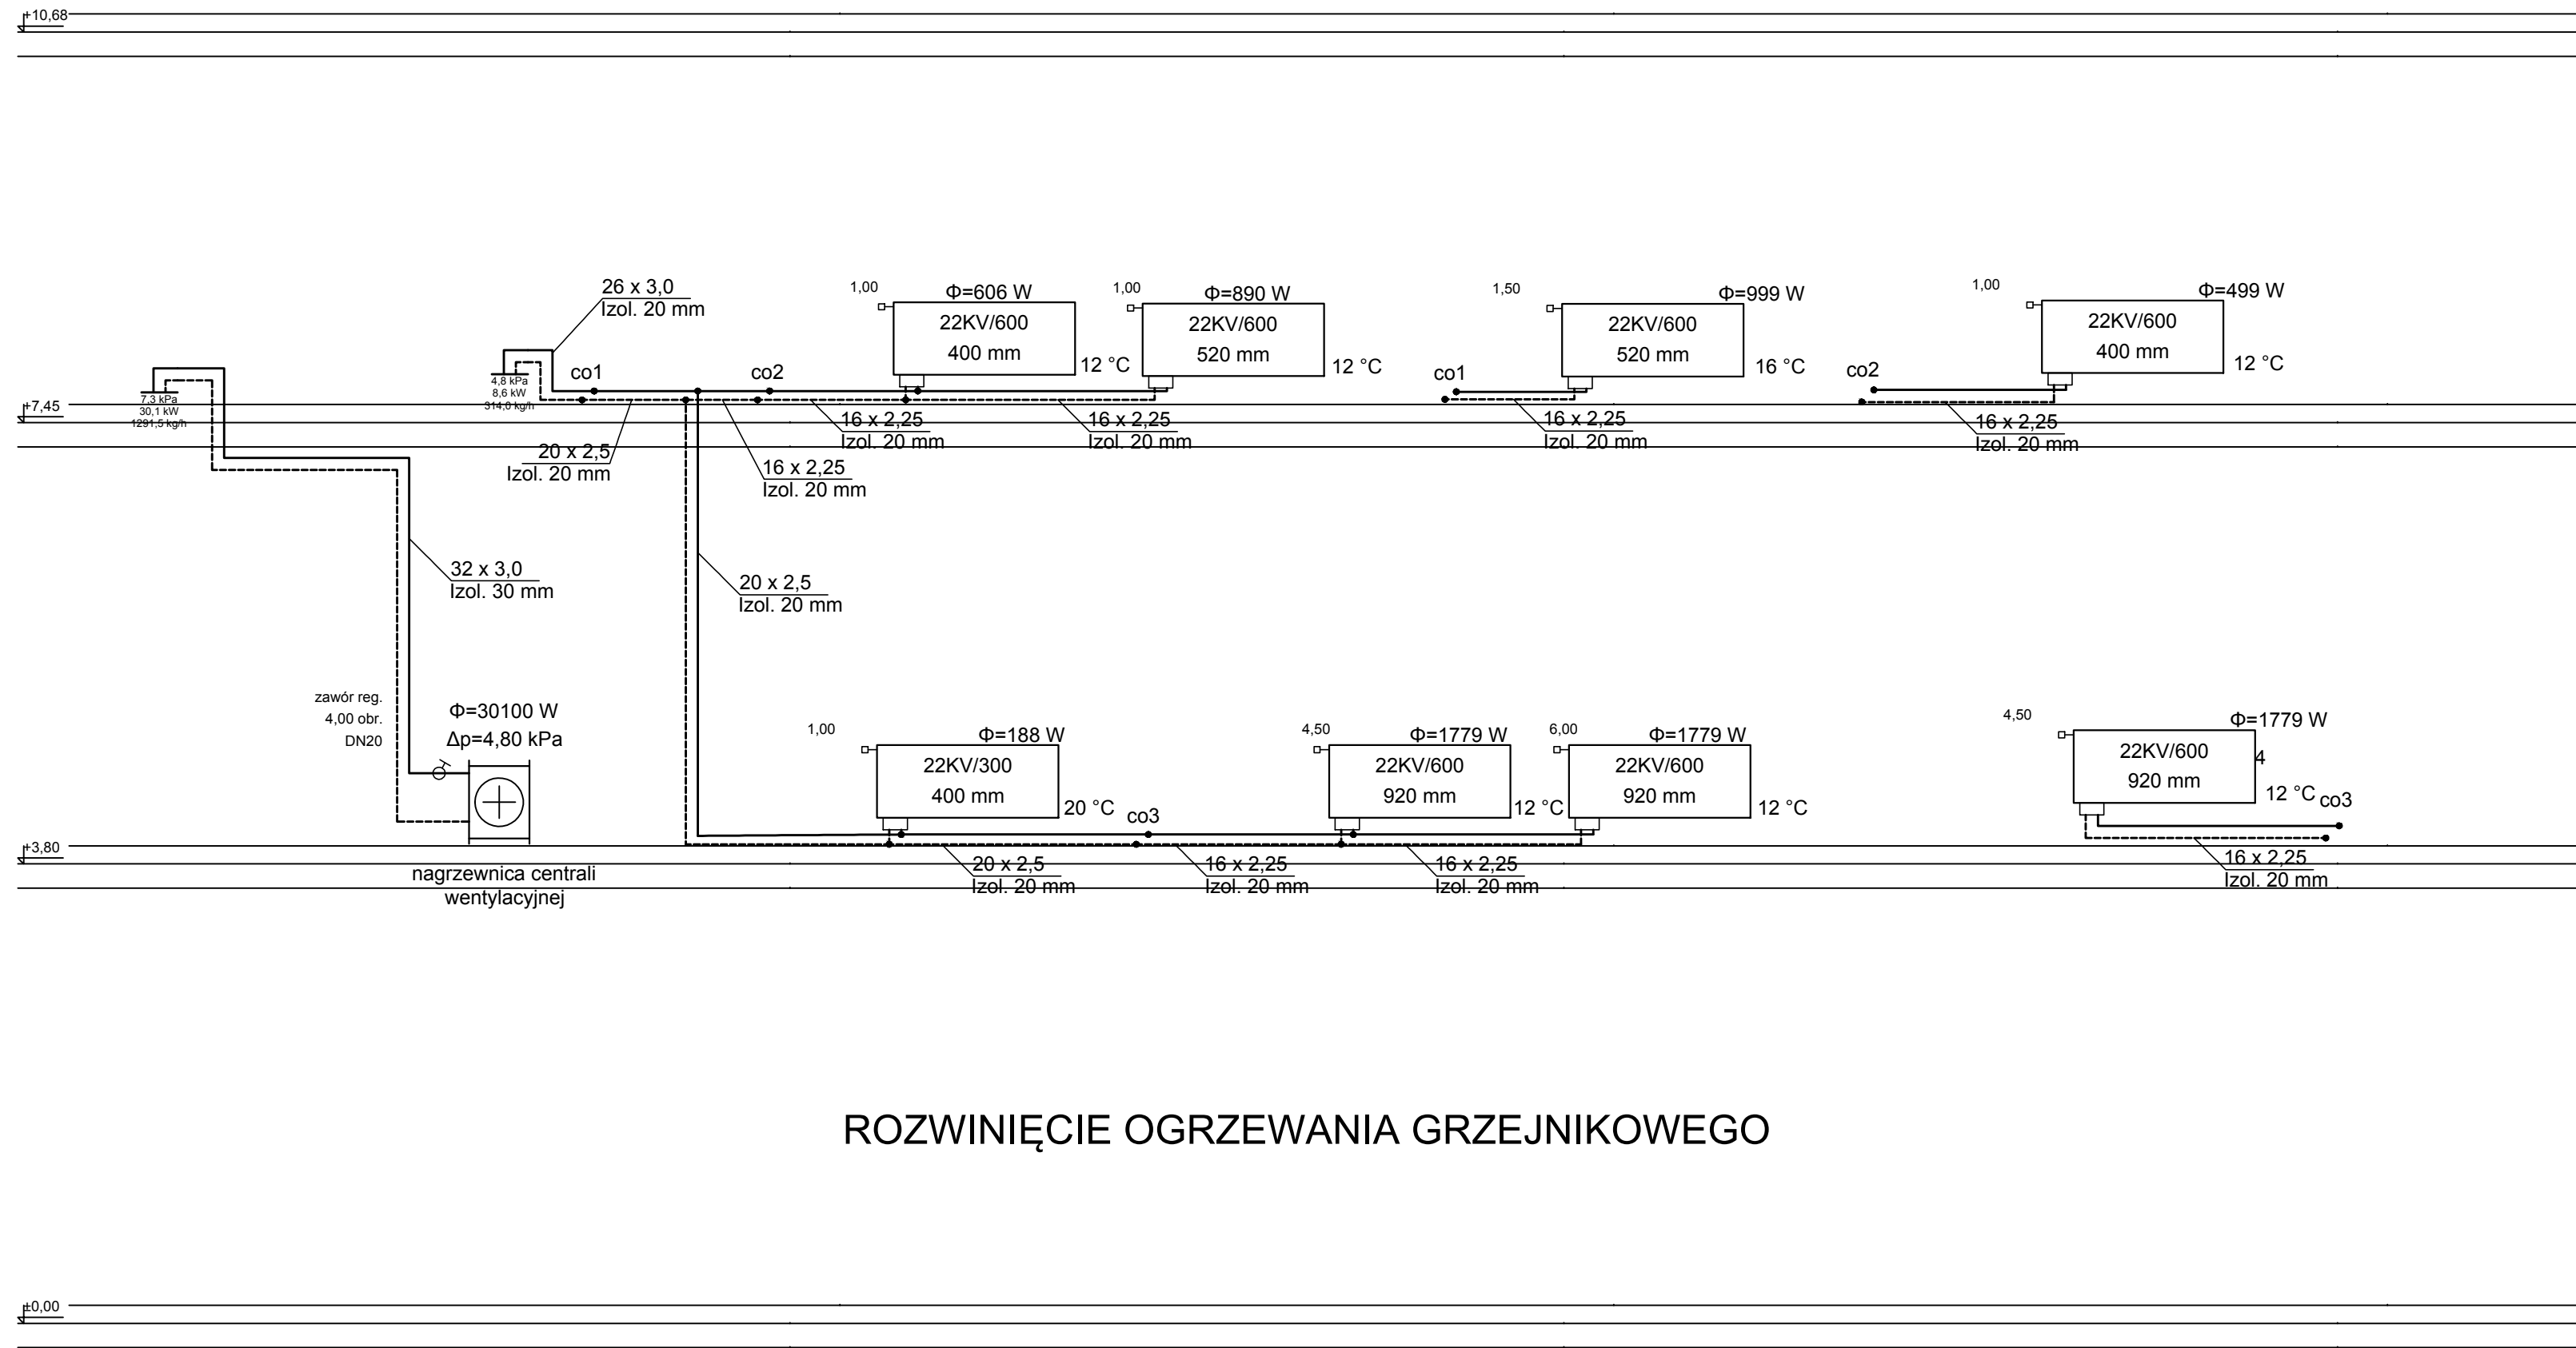 +10,68
26 x 3,0
Izol. 20 mm
1,00
Φ=606 W
22KV/600
400 mm
12 °C
1,00
Φ=890 W
22KV/600
520 mm
12 °C
1,50
Φ=999 W
22KV/600
520 mm
16 °C
1,00
Φ=499 W
22KV/600
400 mm
12 °C
co1
co2
co1
co2
4,8 kPa
8,6 kW
314,0 kg/h
7,3 kPa
30,1 kW
1291,5 kg/h
+7,45
20 x 2,5
Izol. 20 mm
16 x 2,25
Izol. 20 mm
16 x 2,25
Izol. 20 mm
16 x 2,25
Izol. 20 mm
16 x 2,25
Izol. 20 mm
16 x 2,25
Izol. 20 mm
32 x 3,0
Izol. 30 mm
20 x 2,5
Izol. 20 mm
zawór reg.
4,00 obr.
DN20
Φ=30100 W
Δp=4,80 kPa
1,00
Φ=188 W
22KV/300
400 mm
20 °C
co3
4,50
Φ=1779 W
22KV/600
920 mm
12 °C
6,00
Φ=1779 W
22KV/600
920 mm
12 °C
4,50
Φ=1779 W
22KV/600
920 mm
4
12 °C
co3
+3,80
nagrzewnica centrali
wentylacyjnej
20 x 2,5
Izol. 20 mm
16 x 2,25
Izol. 20 mm
16 x 2,25
Izol. 20 mm
16 x 2,25
Izol. 20 mm
ROZWINIĘCIE OGRZEWANIA GRZEJNIKOWEGO
±0,00